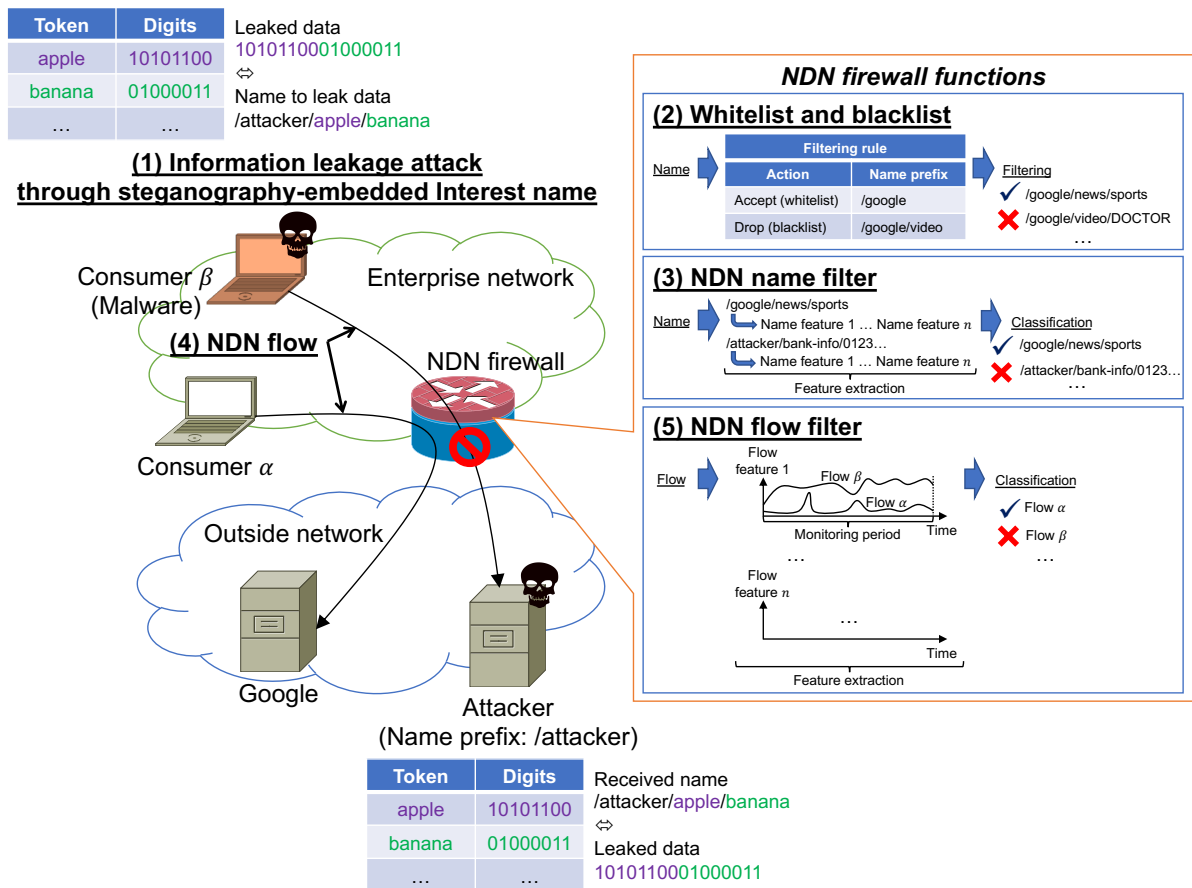 Token Digits
apple 10101100
banana 01000011
… …
Leaked data
1010110001000011
⇔
Name to leak data
/attacker/apple/banana
(1) Information leakage attack
through steganography-embedded Interest name
Consumer β
(Malware)
Enterprise network
(4) NDN flow
NDN firewall
Consumer α
Outside network
Google
Attacker
(Name prefix: /attacker)
Token Digits
apple 10101100
banana 01000011
… …
Received name
/attacker/apple/banana
⇔
Leaked data
1010110001000011
NDN firewall functions
(2) Whitelist and blacklist
Name
Filtering rule
Action Name prefix
Accept (whitelist) /google
Drop (blacklist) /google/video
Filtering
/google/news/sports
/google/video/DOCTOR
…
(3) NDN name filter
Name
/google/news/sports
Name feature 1 … Name feature n
/attacker/bank-info/0123…
Name feature 1 … Name feature n
Feature extraction
Classification
/google/news/sports
/attacker/bank-info/0123…
…
(5) NDN flow filter
Flow
Flow
feature 1
Flow β
Flow α
Time
Monitoring period
…
Flow
feature n
…
Time
Feature extraction
Classification
Flow α
Flow β
…